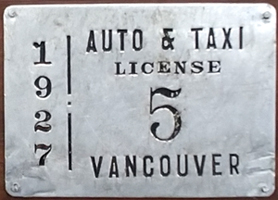 1927
AUTO & TAXI
LICENSE
5
VANCOUVER